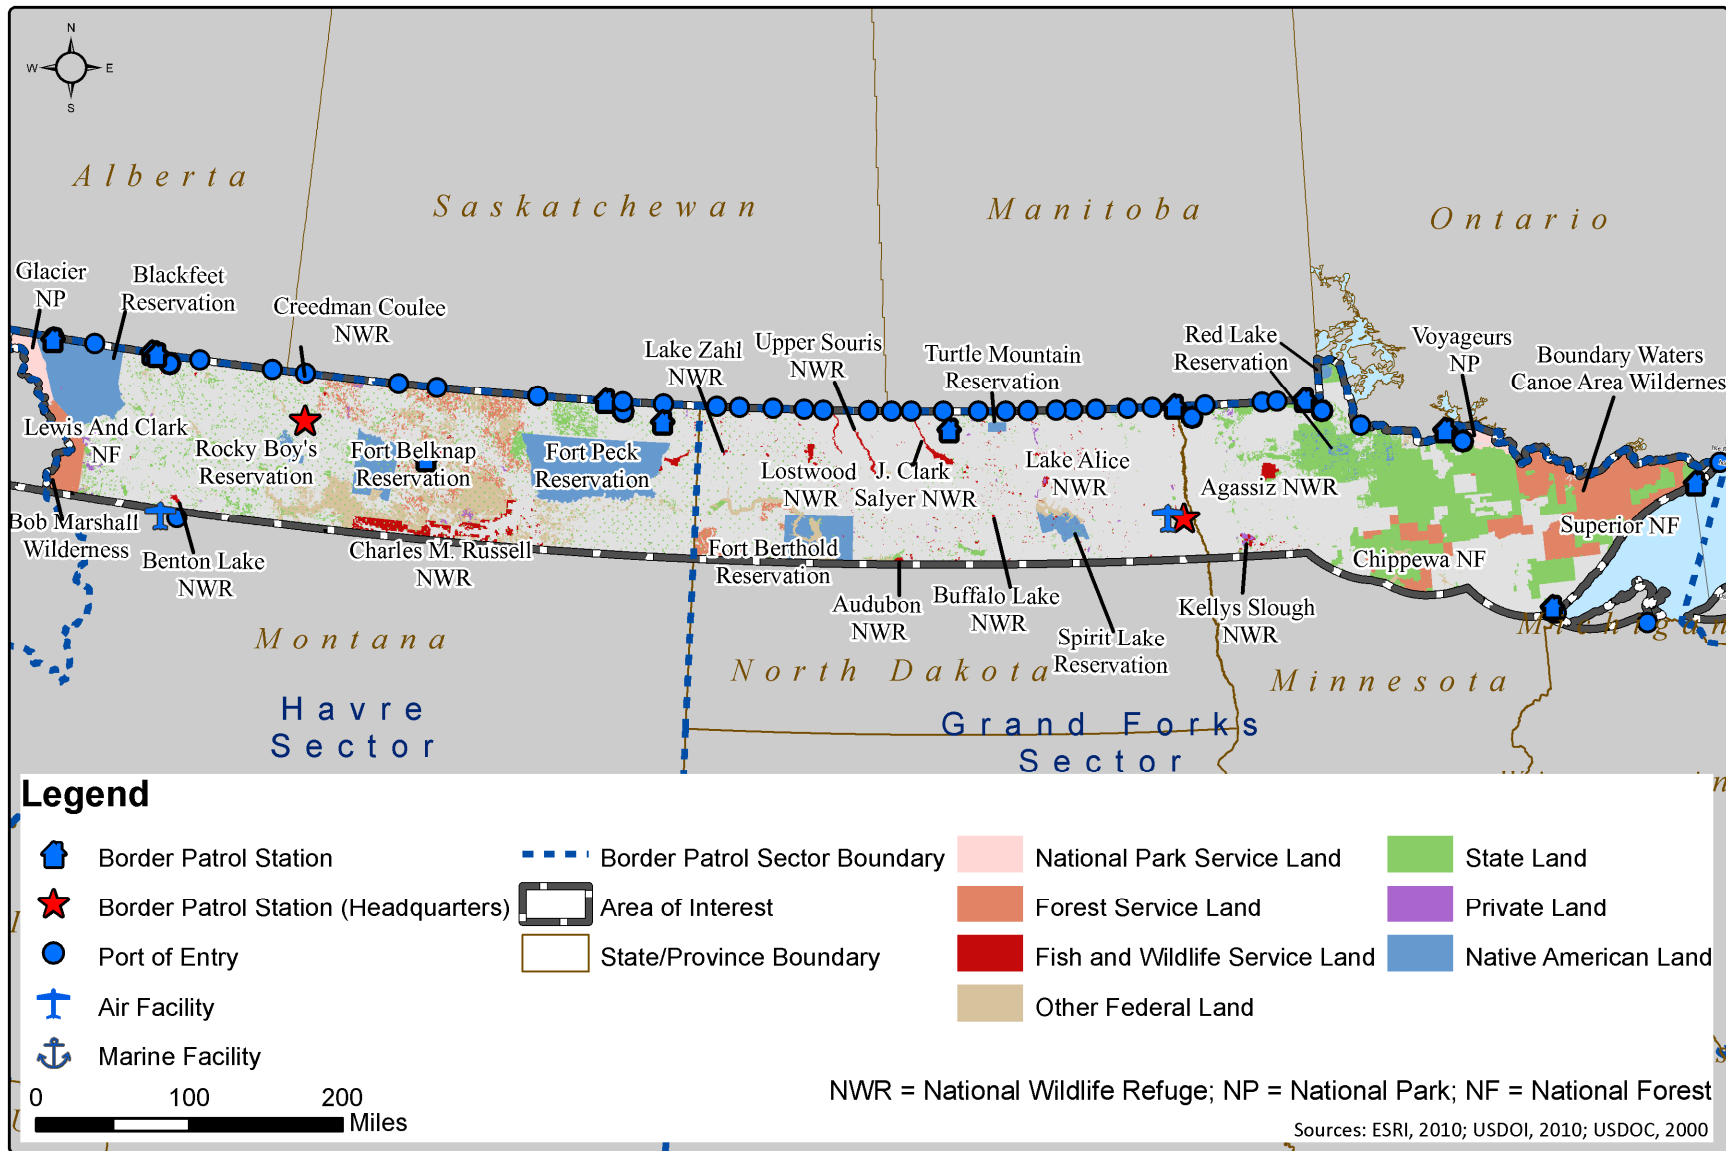 N
W E
S
Alberta
Saskatchewan
Manitoba
Ontario
Glacier
NP
Blackfeet
Reservation
Creedman Coulee
NWR
Lake Zahl
NWR
Upper Souris
NWR
Turtle Mountain
Reservation
Red Lake
Reservation
Voyageurs
NP
Boundary Waters
Canoe Area Wildernes
Lewis And Clark
NF
Rocky Boy's
Reservation
Fort Belknap
Reservation
Fort Peck
Reservation
Lostwood
NWR
J. Clark
Salyer NWR
Lake Alice
NWR
Agassiz NWR
Superior NF
Chippewa NF
Bob Marshall
Wilderness
Benton Lake
NWR
Charles M. Russell
NWR
Fort Berthold
Reservation
Audubon
NWR
Buffalo Lake
NWR
Spirit Lake
Reservation
Kellys Slough
NWR
Michigan
Montana
North Dakota
Minnesota
Havre
Sector
Grand Forks
Sector
Legend
Border Patrol Station
Border Patrol Station (Headquarters)
Port of Entry
Air Facility
Marine Facility
Border Patrol Sector Boundary
Area of Interest
State/Province Boundary
National Park Service Land
Forest Service Land
Fish and Wildlife Service Land
Other Federal Land
State Land
Private Land
Native American Land
0 100 200
Miles
NWR = National Wildlife Refuge; NP = National Park; NF = National Forest
Sources: ESRI, 2010; USDOI, 2010; USDOC, 2000